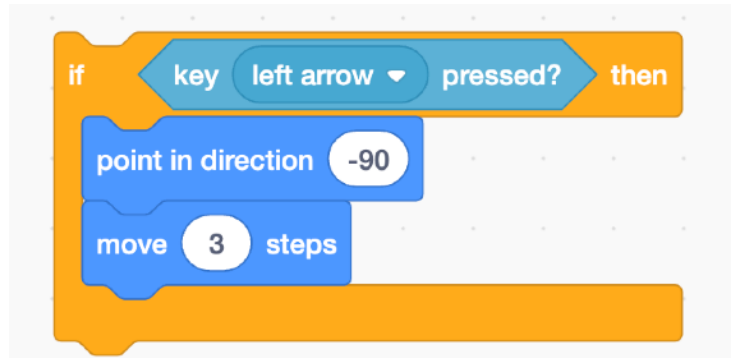 if key left arrow pressed? then
point in direction -90
move 3 steps